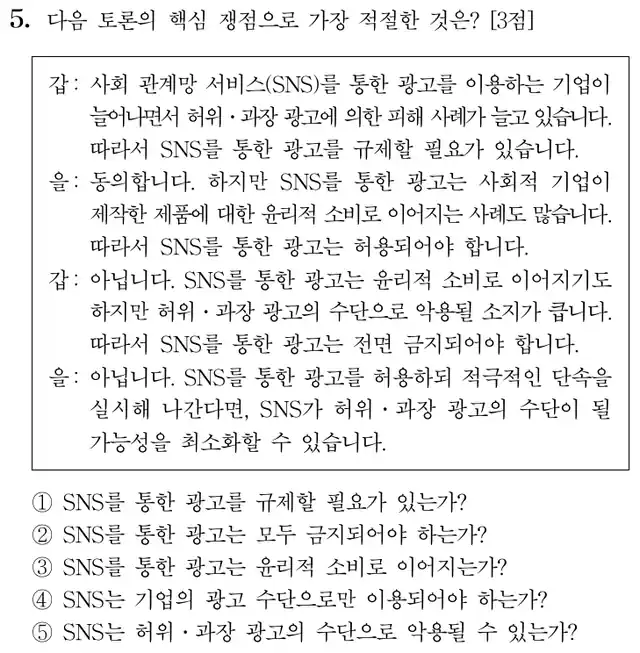 5. 다음 토론의 핵심 쟁점으로 가장 적절한 것은? [3점]
갑: 사회 관계망 서비스(SNS)를 통한 광고를 이용하는 기업이
늘어나면서 허위·과장 광고에 의한 피해 사례가 늘고 있습니다.
따라서 SNS를 통한 광고를 규제할 필요가 있습니다.
을: 동의합니다. 하지만 SNS를 통한 광고는 사회적 기업이
제작한 제품에 대한 윤리적 소비로 이어지는 사례도 많습니다.
따라서 SNS를 통한 광고는 허용되어야 합니다.
갑: 아닙니다. SNS를 통한 광고는 윤리적 소비로 이어지기도
하지만 허위·과장 광고의 수단으로 악용될 소지가 큽니다.
따라서 SNS를 통한 광고는 전면 금지되어야 합니다.
을: 아닙니다. SNS를 통한 광고를 허용하되 적극적인 단속을
실시해 나간다면, SNS가 허위·과장 광고의 수단이 될
가능성을 최소화할 수 있습니다.
① SNS를 통한 광고를 규제할 필요가 있는가?
② SNS를 통한 광고는 모두 금지되어야 하는가?
③ SNS를 통한 광고는 윤리적 소비로 이어지는가?
④ SNS는 기업의 광고 수단으로만 이용되어야 하는가?
⑤ SNS는 허위·과장 광고의 수단으로 악용될 수 있는가?